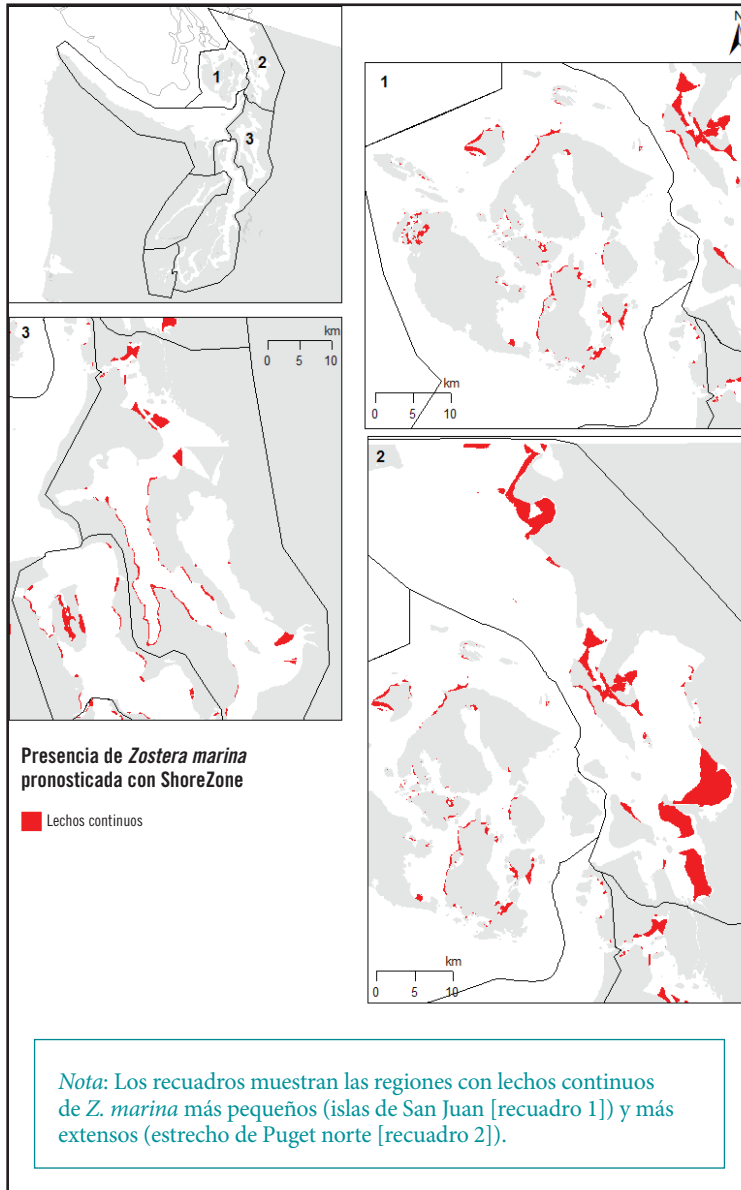 N
1
2
3
1
km
0 5 10
3
km
0 5 10
2
km
0 5 10
Presencia de Zostera marina
pronosticada con ShoreZone
Lechos continuos
Nota: Los recuadros muestran las regiones con lechos continuos
de Z. marina más pequeños (islas de San Juan [recuadro 1]) y más
extensos (estrecho de Puget norte [recuadro 2]).